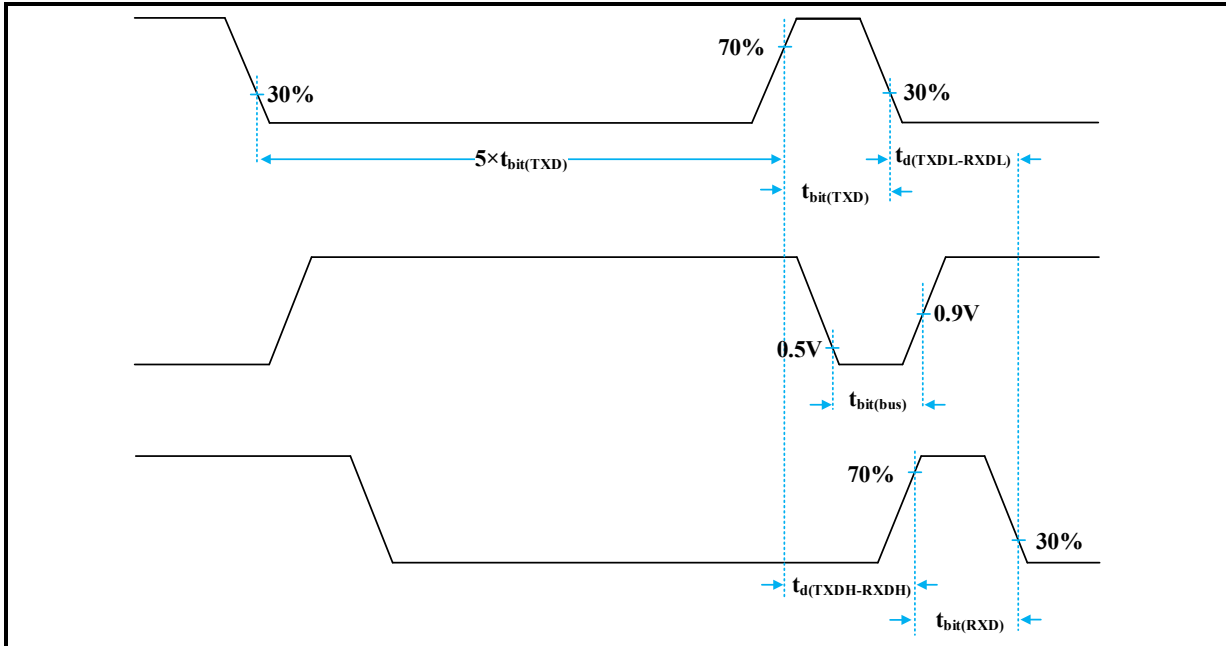 70%
30%
30%
5×tbit(TXD)
td(TXDL-RXDL)
tbit(TXD)
0.9V
0.5V
tbit(bus)
70%
30%
td(TXDH-RXDH)
tbit(RXD)